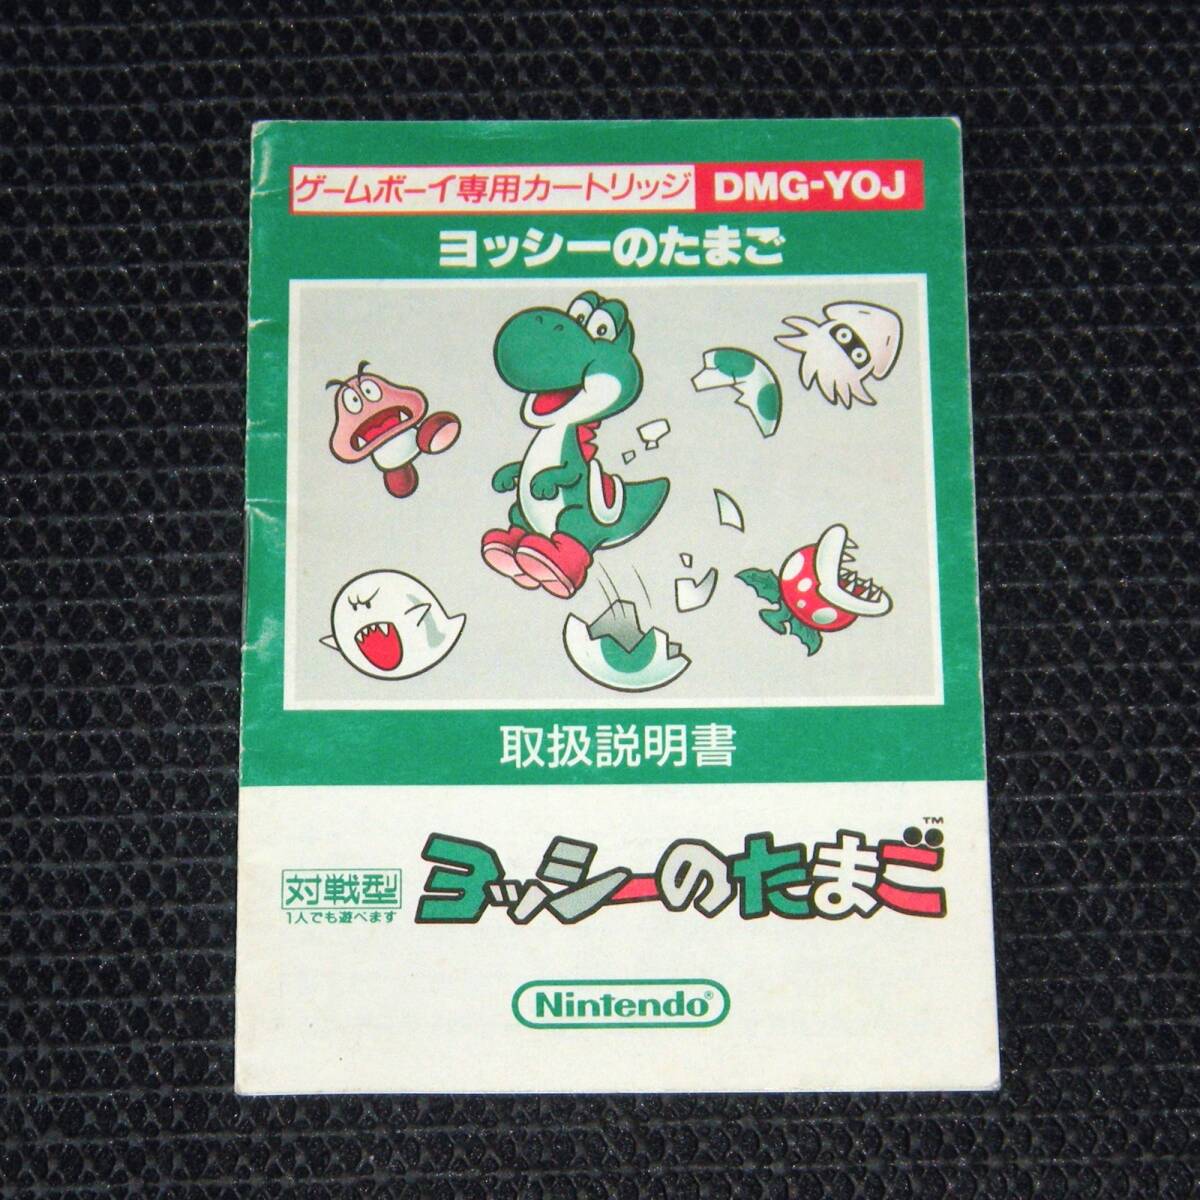 ゲームボーイ専用カートリッジ DMG-YOJ
ヨッシーのたまご
取扱説明書
対戦型
1人でも遊べます
ヨッシーのたまご™
Nintendo®